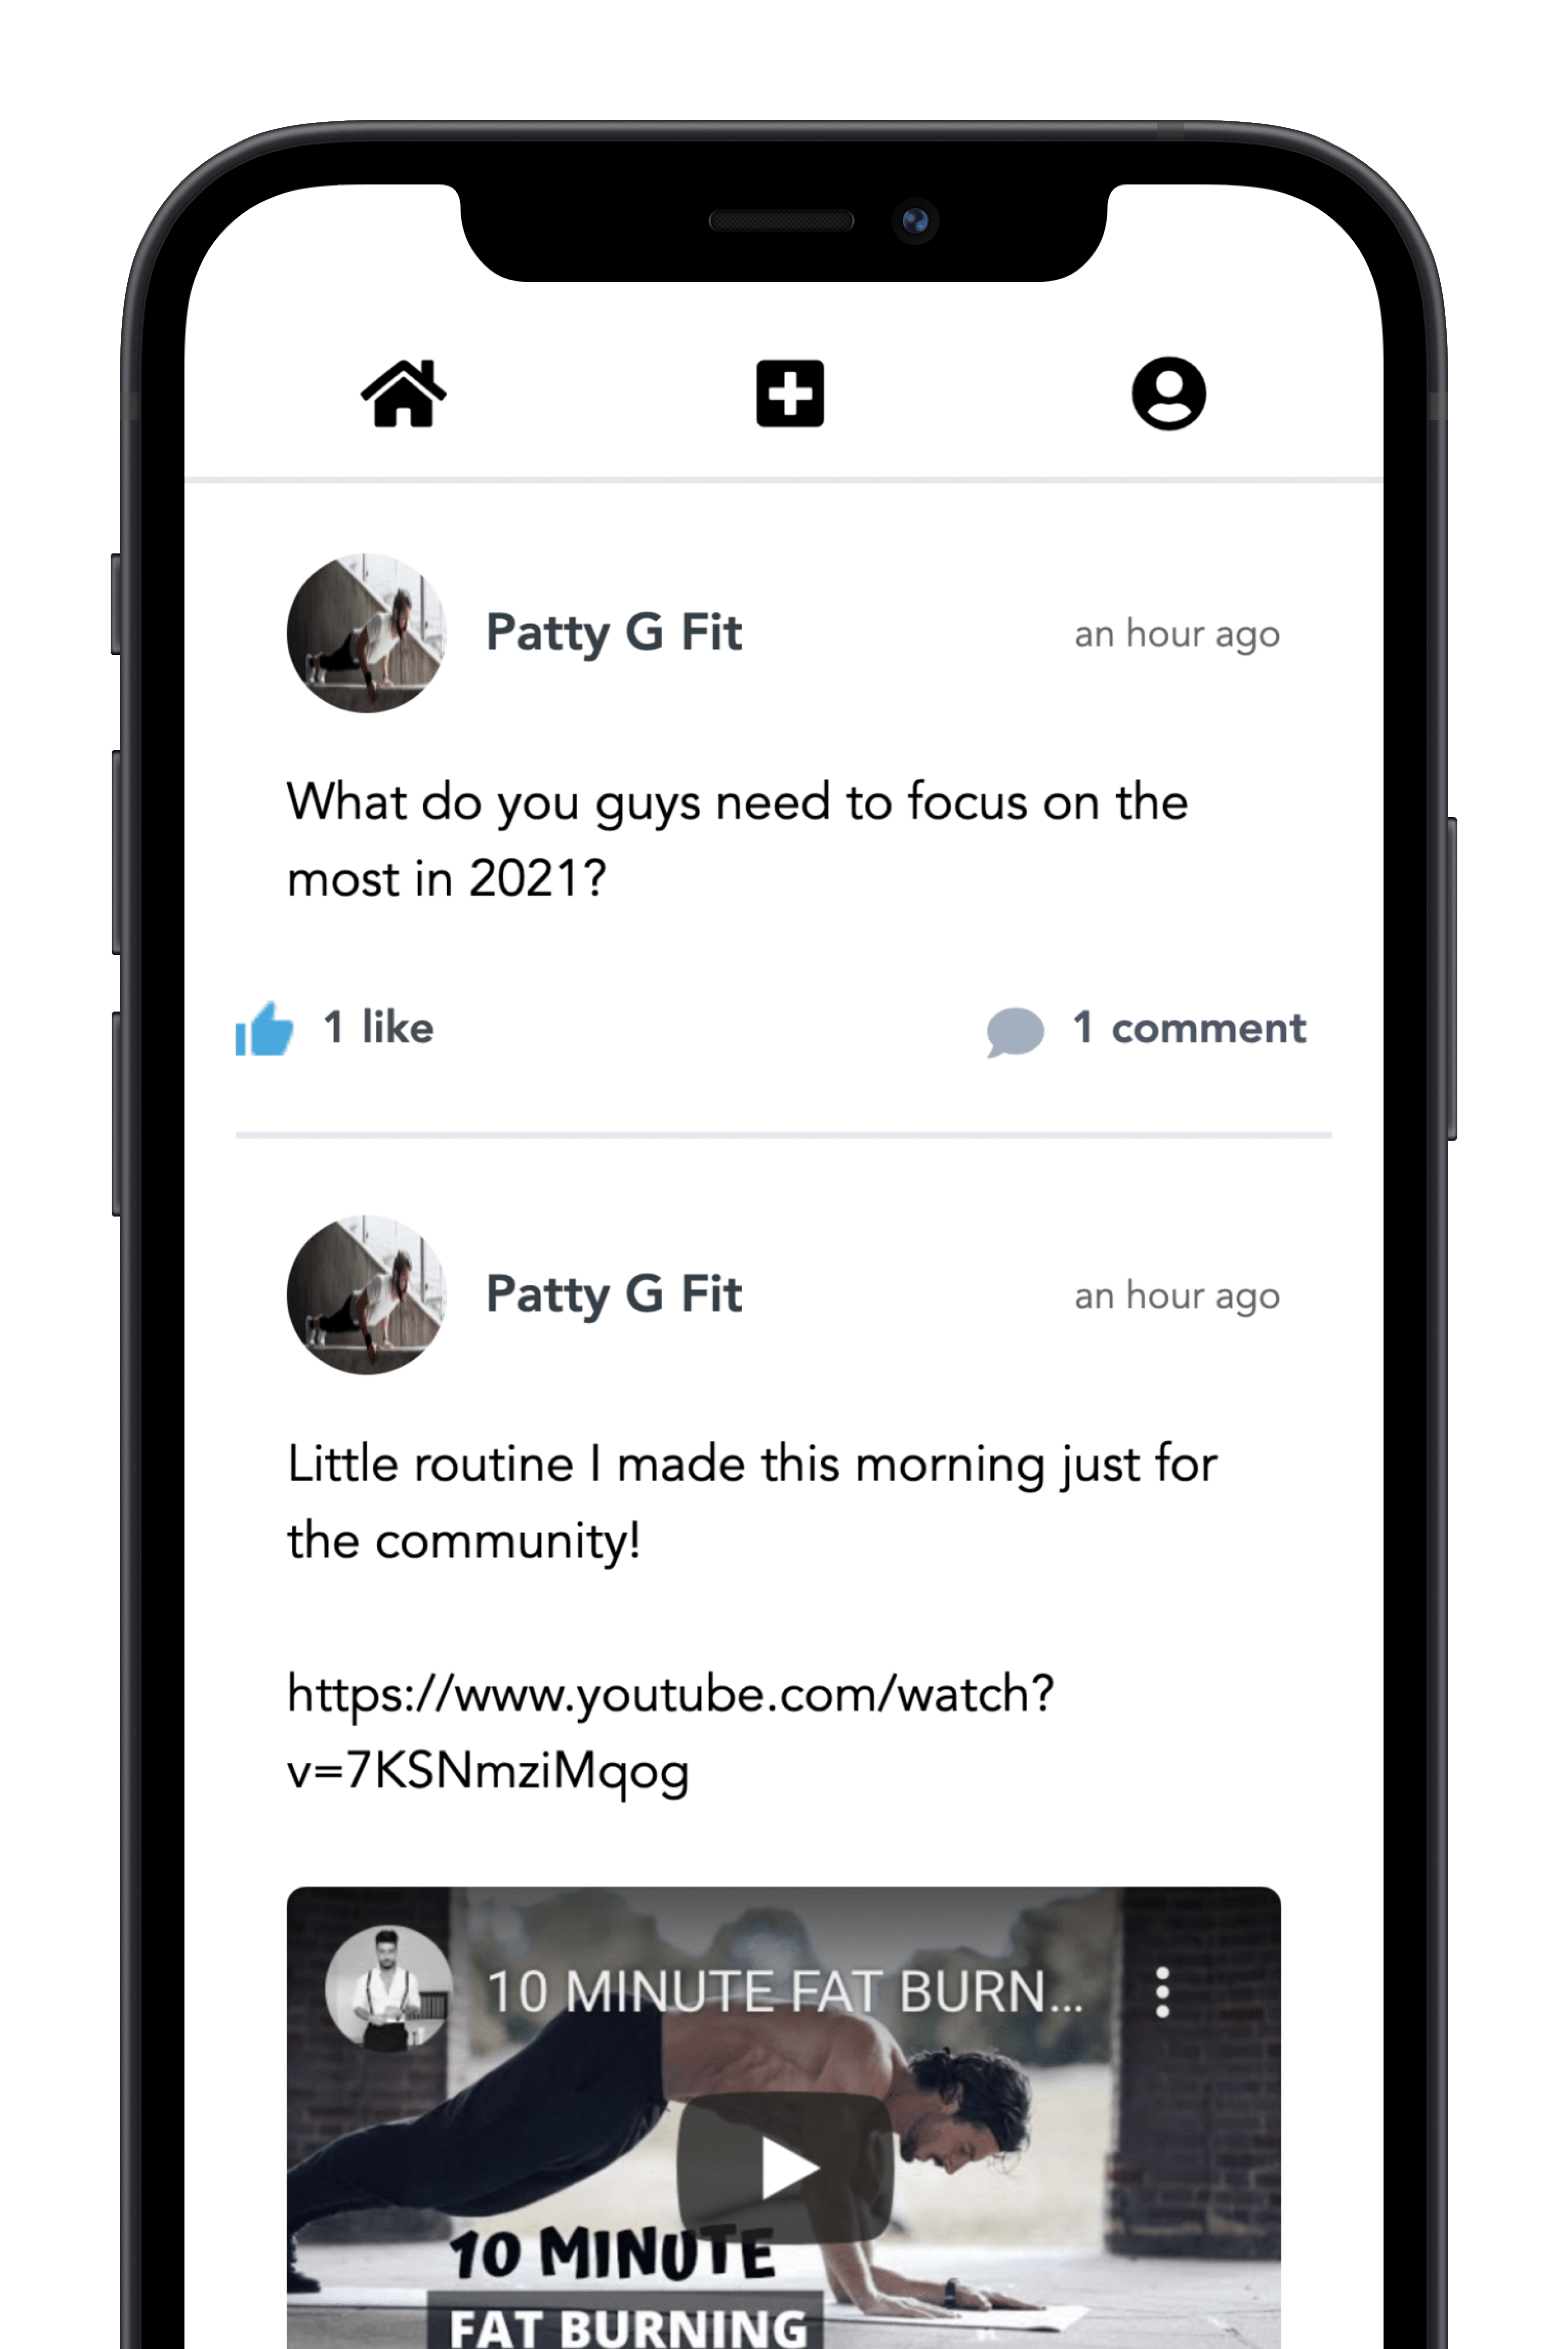 Patty G Fit
an hour ago
What do you guys need to focus on the
most in 2021?
1 like
1 comment
Patty G Fit
an hour ago
Little routine I made this morning just for
the community!
https://www.youtube.com/watch?
v=7KSNmziMqog
10 MINUTE FAT BURN...
10 MINUTE
FAT BURNING